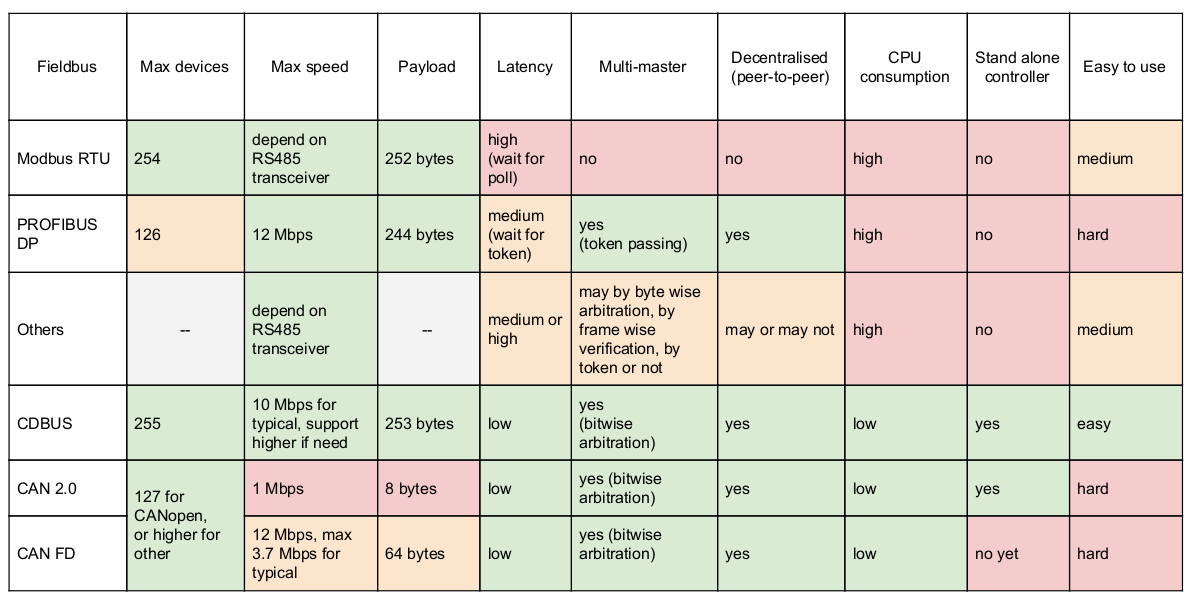 Fieldbus
Max devices
Max speed
Payload
Latency
Multi-master
Decentralised
(peer-to-peer)
CPU
consumption
Stand alone
controller
Easy to use
Modbus RTU
254
depend on
RS485
transceiver
252 bytes
high
(wait for
poll)
no
no
high
no
medium
PROFIBUS
DP
126
12 Mbps
244 bytes
medium
(wait for
token)
yes
(token passing)
yes
high
no
hard
Others
--
depend on
RS485
transceiver
--
medium or
high
may by byte wise
arbitration, by
frame wise
verification, by
token or not
may or may not
high
no
medium
CDBUS
255
10 Mbps for
typical, support
higher if need
253 bytes
low
yes
(bitwise
arbitration)
yes
low
yes
easy
CAN 2.0
127 for
CANopen,
or higher for
other
1 Mbps
8 bytes
low
yes (bitwise
arbitration)
yes
low
yes
hard
CAN FD
12 Mbps, max
3.7 Mbps for
typical
64 bytes
low
yes (bitwise
arbitration)
yes
low
no yet
hard